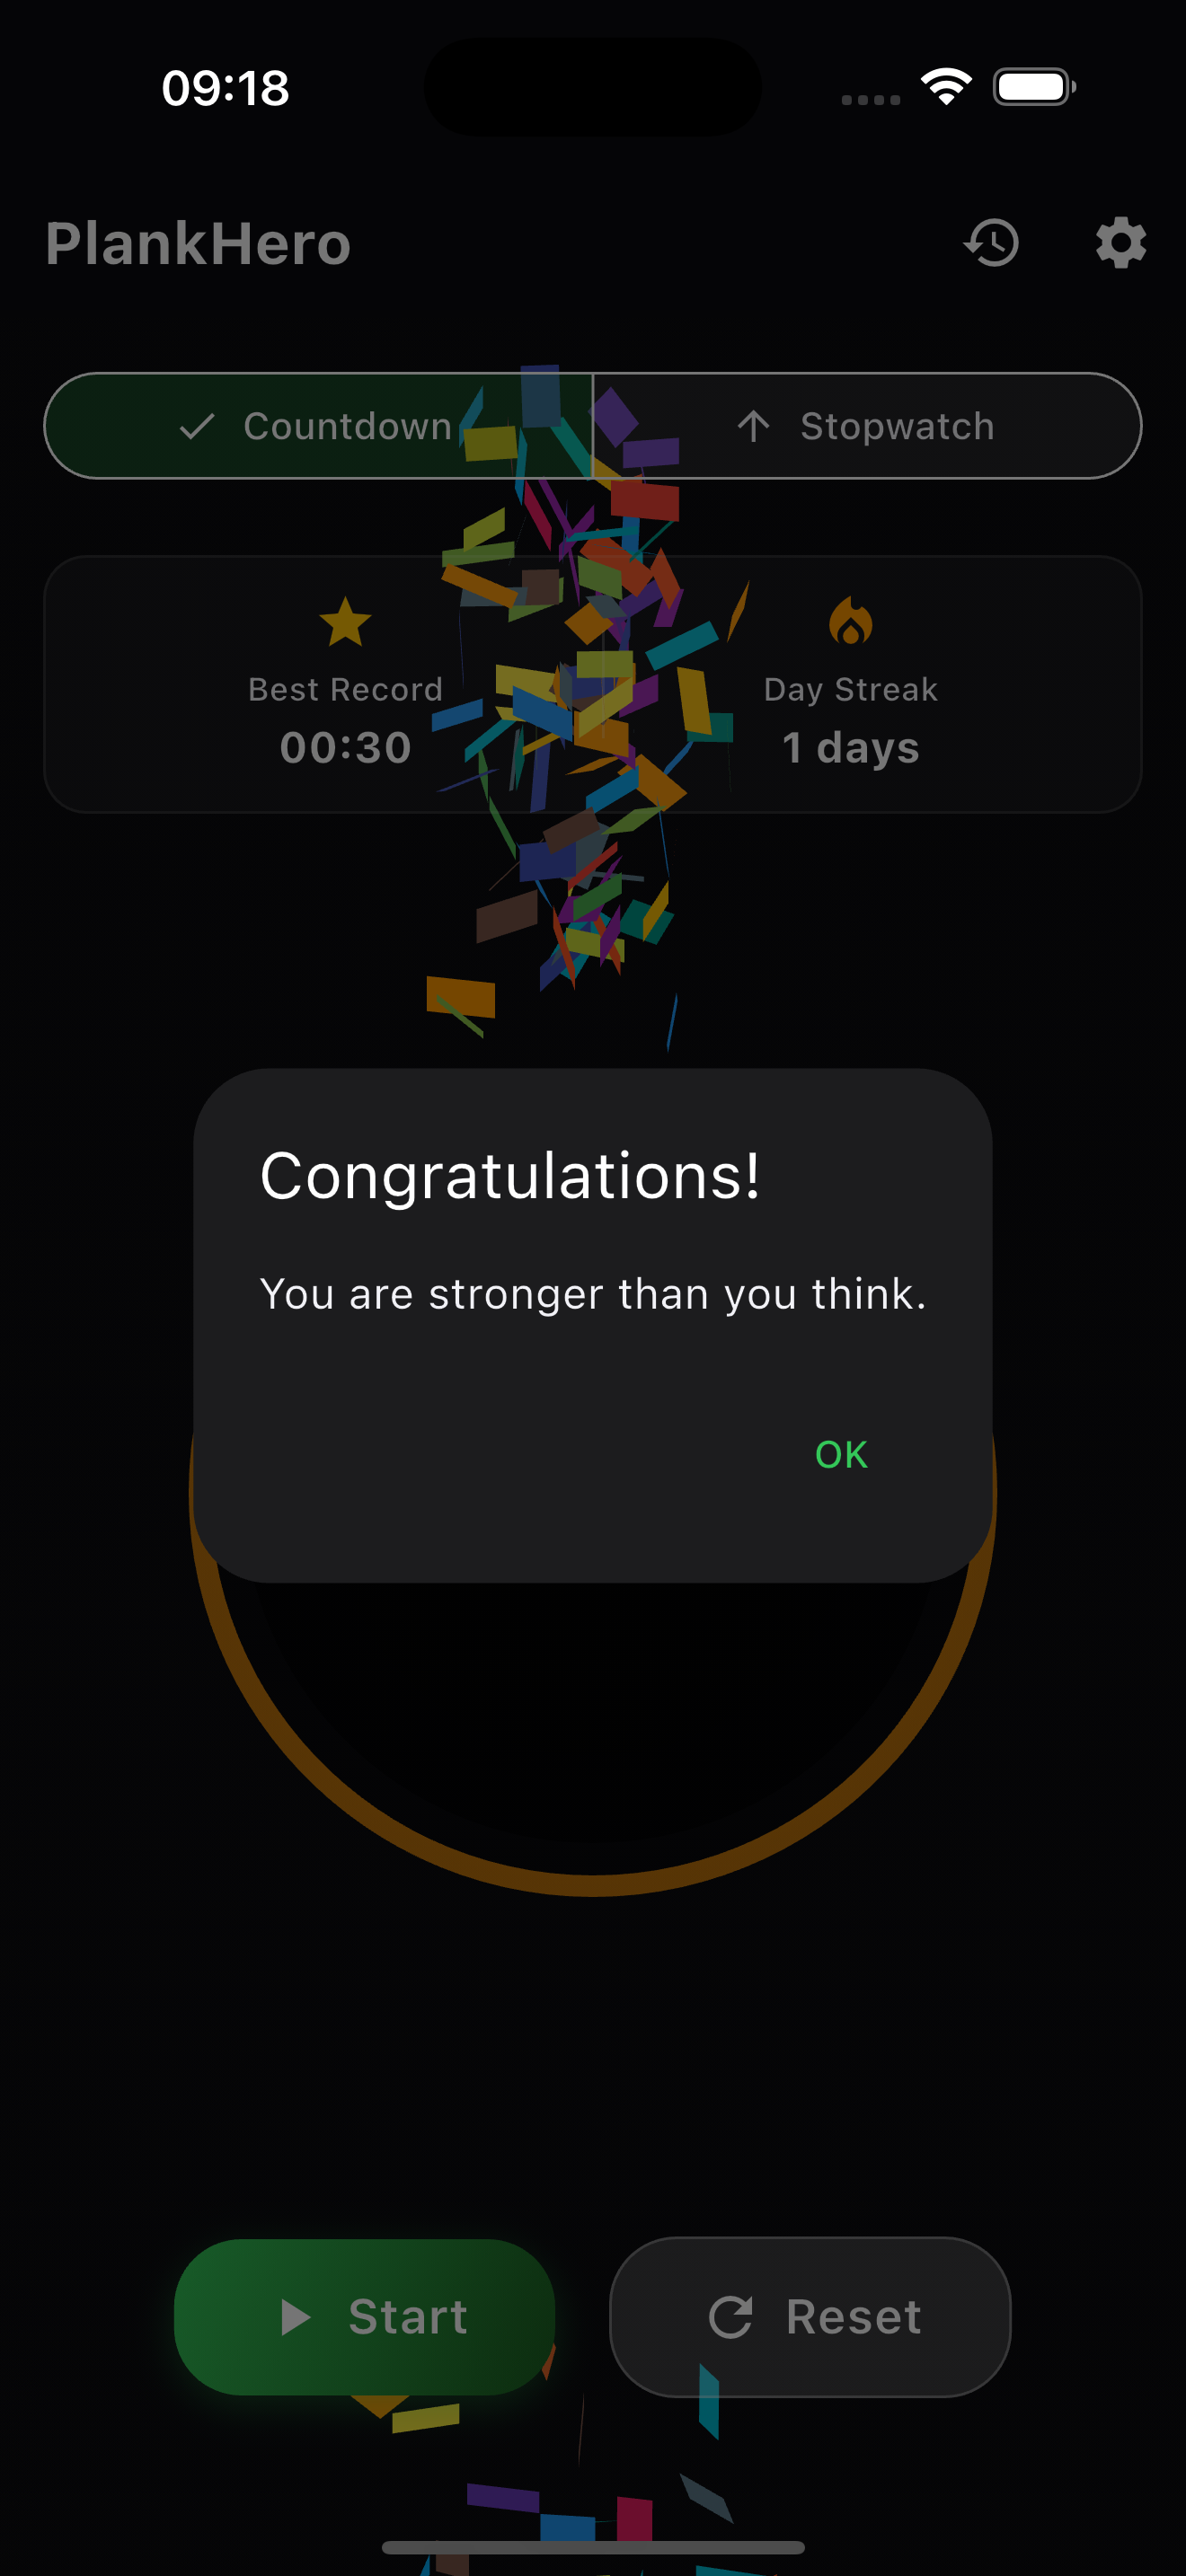 09:18
PlankHero
Countdown
Stopwatch
Best Record
Day Streak
00:30
1 days
Congratulations!
You are stronger than you think.
OK
Start
Reset